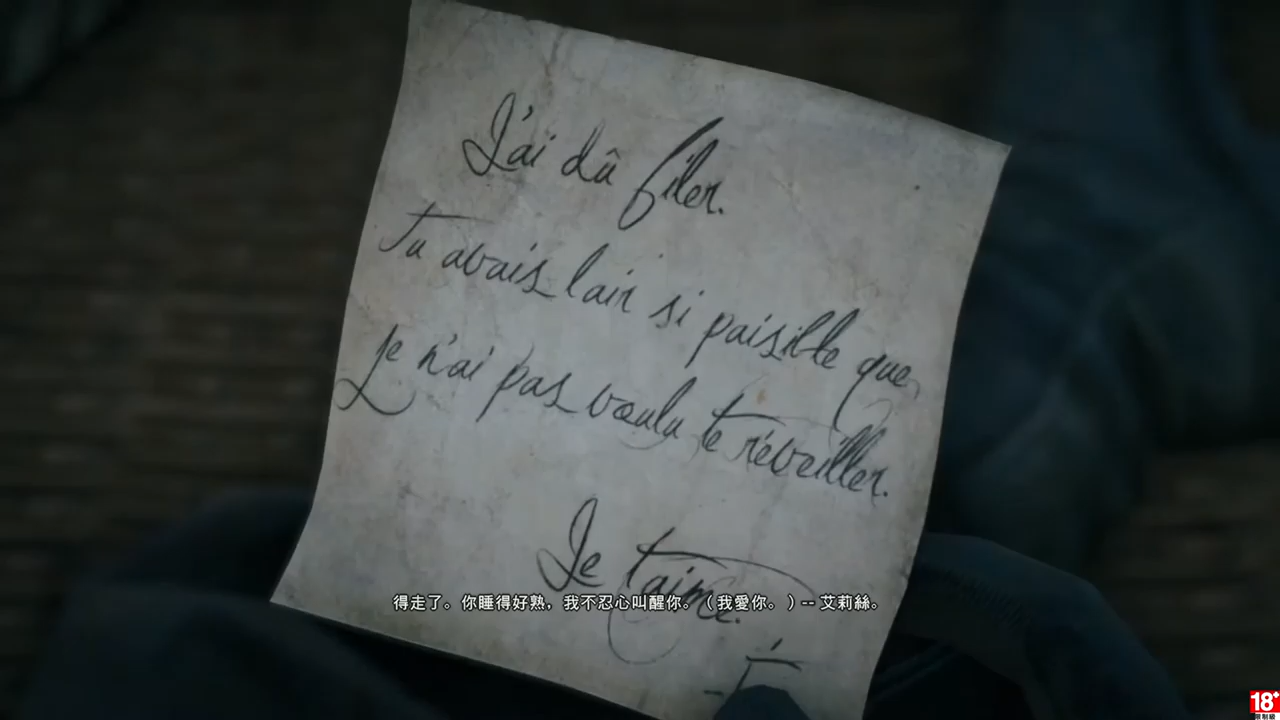 J'ai dû filer.
Tu avais l'air si paisible que
je n'ai pas voulu te réveiller.
Je t'aime.
得走了。你睡得好熟，我不忍心叫醒你。（我愛你。）-- 艾莉絲。
É
18+